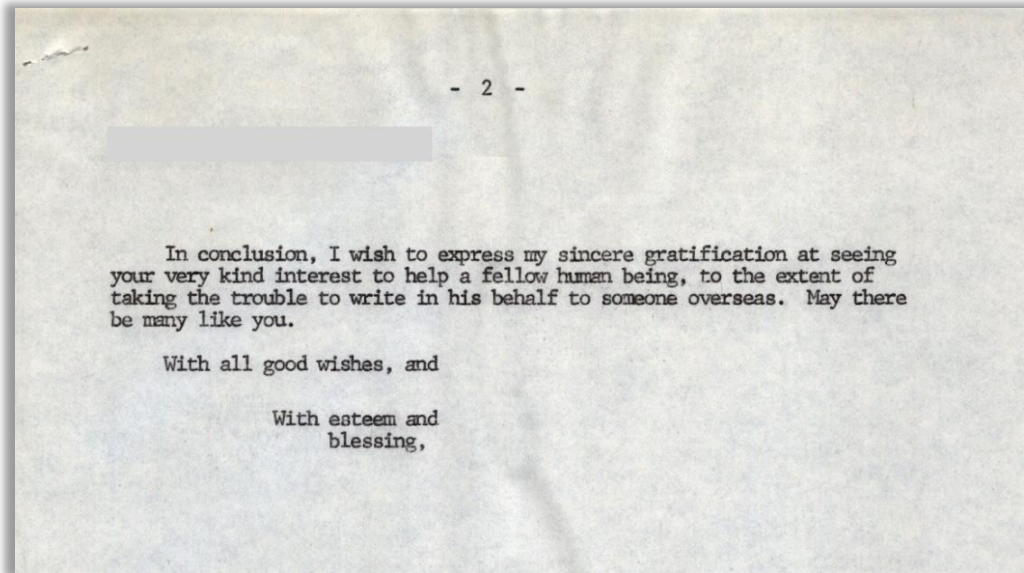 - 2 -
In conclusion, I wish to express my sincere gratification at seeing
your very kind interest to help a fellow human being, to the extent of
taking the trouble to write in his behalf to someone overseas.  May there
be many like you.
With all good wishes, and
With esteem and
blessing,